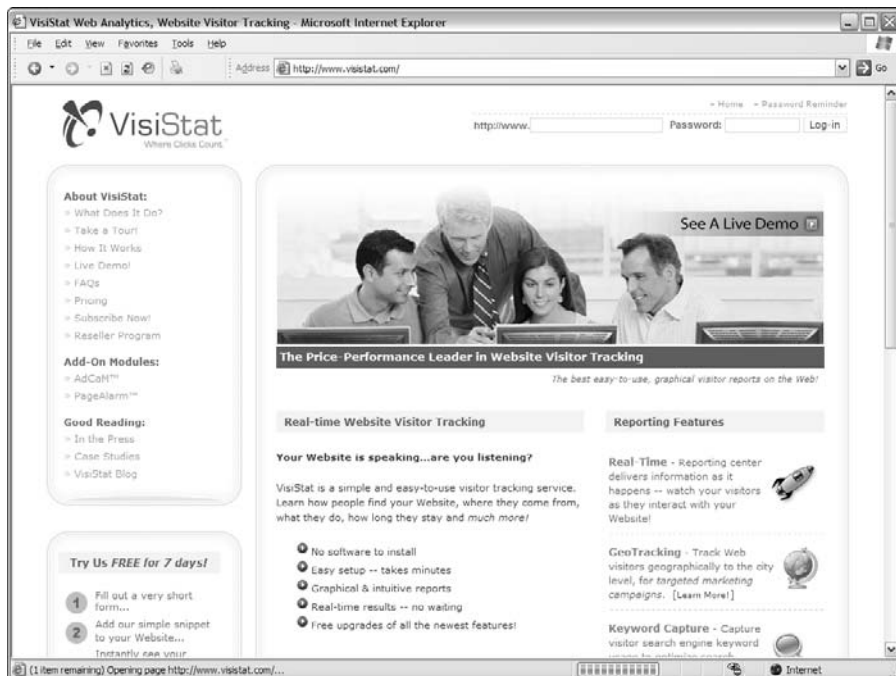 VisiStat Web Analytics, Website Visitor Tracking - Microsoft Internet Explorer
File Edit View Favorites Tools Help
Address http://www.visistat.com/ Go
VisiStat
Where Clicks Count.™
» Home » Password Reminder
http://www. Password: Log-in
About VisiStat:
» What Does It Do?
» Take a Tour!
» How It Works
» Live Demo!
» FAQs
» Pricing
» Subscribe Now!
» Reseller Program
Add-On Modules:
» AdCaM™
» PageAlarm™
Good Reading:
» In the Press
» Case Studies
» VisiStat Blog
Try Us FREE for 7 days!
1 Fill out a very short
form...
2 Add our simple snippet
to your Website...
Instantly see your
See A Live Demo
The Price-Performance Leader in Website Visitor Tracking
The best easy-to-use, graphical visitor reports on the Web!
Real-time Website Visitor Tracking
Your Website is speaking...are you listening?
VisiStat is a simple and easy-to-use visitor tracking service.
Learn how people find your Website, where they come from,
what they do, how long they stay and much more!
No software to install
Easy setup -- takes minutes
Graphical & intuitive reports
Real-time results -- no waiting
Free upgrades of all the newest features!
Reporting Features
Real-Time - Reporting center
delivers information as it
happens -- watch your visitors
as they interact with your
Website!
GeoTracking - Track Web
visitors geographically to the city
level, for targeted marketing
campaigns. [Learn More!]
Keyword Capture - Capture
visitor search engine keyword
usage to optimize search
(1 item remaining) Opening page http://www.visistat.com/... Internet